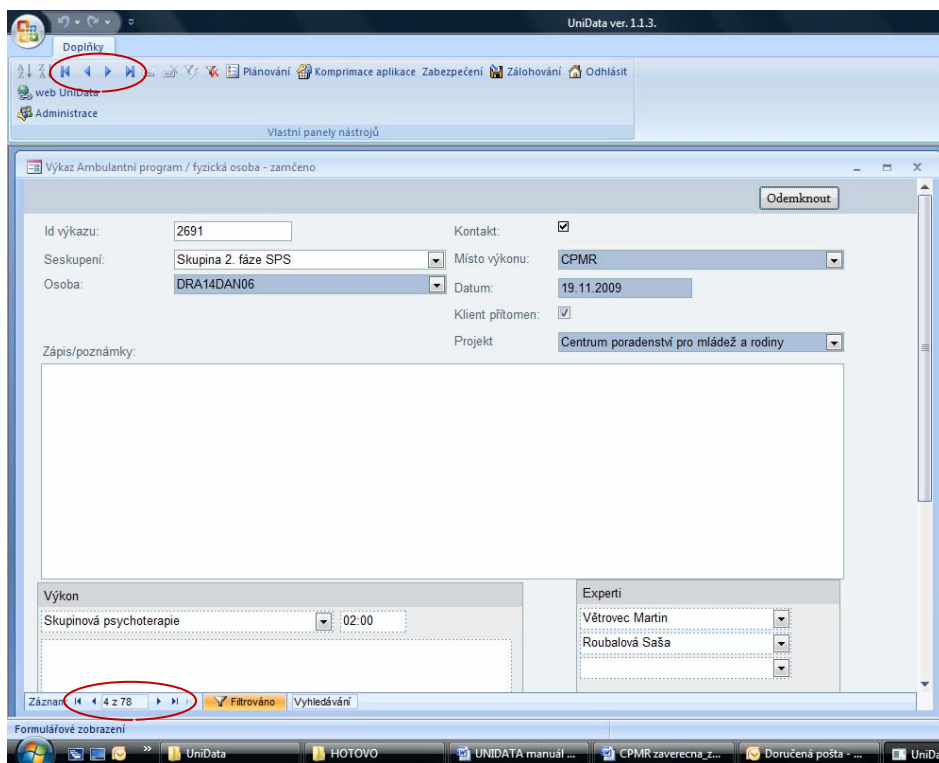 UniData ver. 1.1.3.
Doplňky
Plánování Komprimace aplikace Zabezpečení Zálohování Odhlásit
web UniData
Administrace
Vlastní panely nástrojů
Výkaz Ambulantní program / fyzická osoba - zamčeno
Odemknout
Id výkazu: 2691 Kontakt:
Seskupení: Skupina 2. fáze SPS Místo výkonu: CPMR
Osoba: DRA14DAN06 Datum: 19.11.2009
Klient přítomen:
Projekt Centrum poradenství pro mládež a rodiny
Zápis/poznámky:
Výkon Experti
Skupinová psychoterapie 02:00 Větrovec Martin
Roubalová Saša
Záznam: 4 z 78 Filtrováno Vyhledávání
Formulářové zobrazení
» UniData HOTOVO UNIDATA manuál ... CPMR zaverecna_z... Doručená pošta - ... UniDa